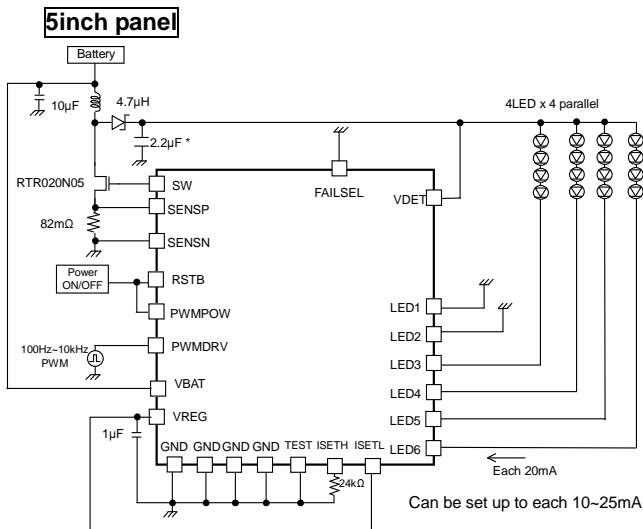 5inch panel
Battery
10µF
4.7µH
4LED x 4 parallel
2.2µF *
RTR020N05
SW
FAILSEL
SENSP
VDET
82mΩ
SENSN
Power
ON/OFF
RSTB
PWMPOW
LED1
LED2
100Hz~10kHz
PWM
PWMDRV
LED3
VBAT
LED4
VREG
LED5
1µF
GND GND GND GND TEST ISETH ISETL
LED6
24kΩ
Each 20mA
Can be set up to each 10~25mA